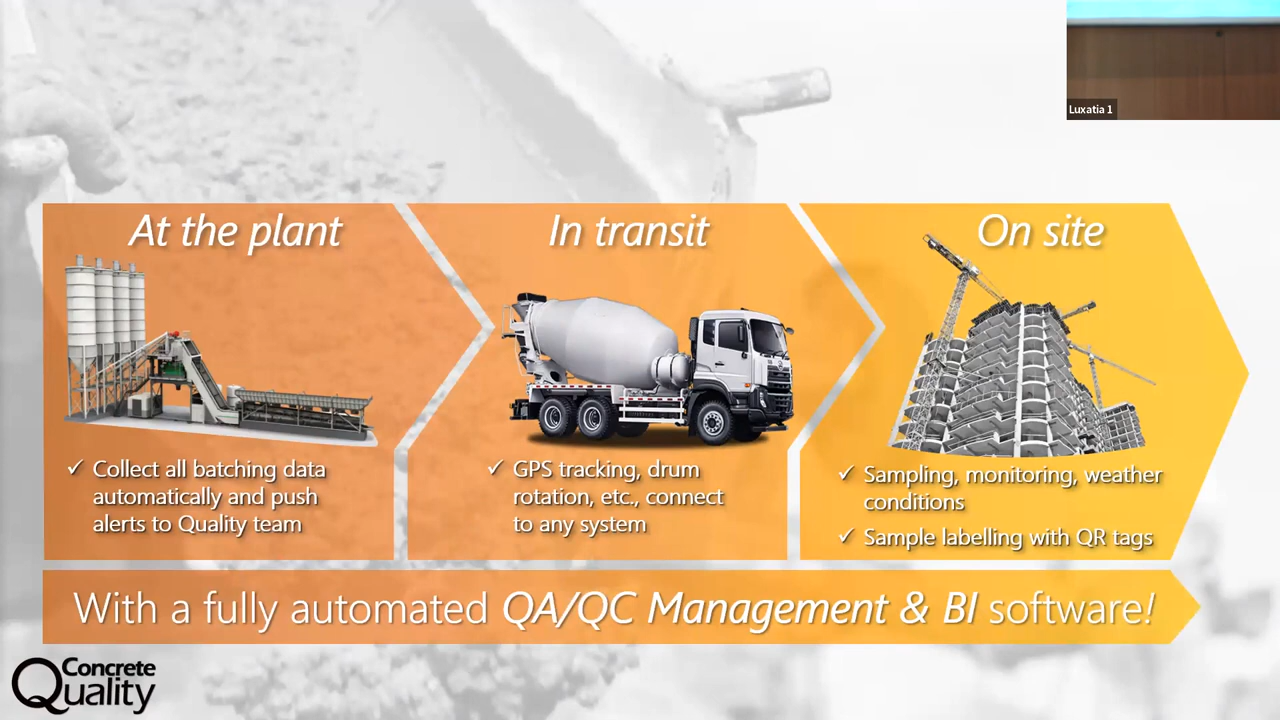 Luxatia 1
At the plant
In transit
On site
✓ Collect all batching data
automatically and push
alerts to Quality team
✓ GPS tracking, drum
rotation, etc., connect
to any system
✓ Sampling, monitoring, weather
conditions
✓ Sample labelling with QR tags
With a fully automated QA/QC Management & BI software!
Concrete
Quality